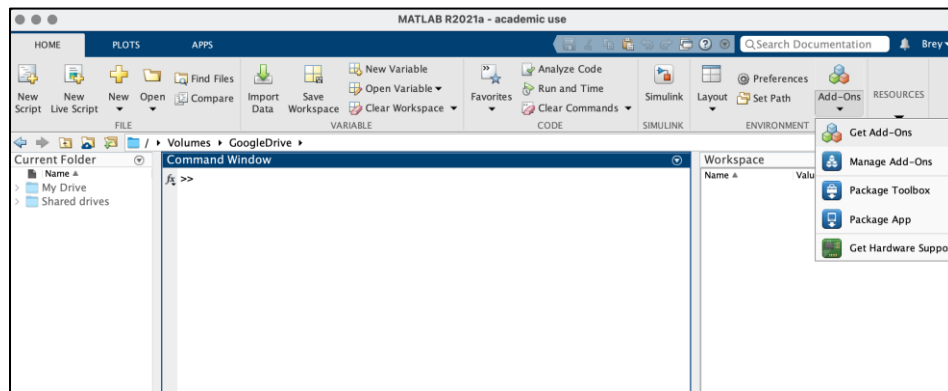 MATLAB R2021a - academic use
HOME PLOTS APPS
Search Documentation
Brey
New Script
New Live Script
New
Open
Find Files
Compare
FILE
Import Data
Save Workspace
New Variable
Open Variable
Clear Workspace
VARIABLE
Favorites
Analyze Code
Run and Time
Clear Commands
CODE
Simulink
SIMULINK
Layout
Preferences
Set Path
Add-Ons
ENVIRONMENT
RESOURCES
/ Volumes GoogleDrive
Current Folder
Name
My Drive
Shared drives
Command Window
fx >>
Workspace
Name Valu
Get Add-Ons
Manage Add-Ons
Package Toolbox
Package App
Get Hardware Suppo